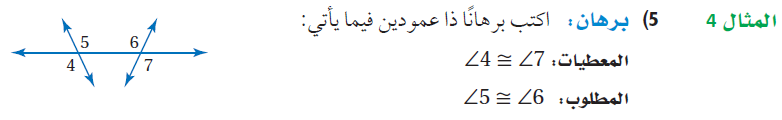 المثال 4 (5 برهان: اكتب برهانًا ذا عمودين فيما يأتي:
المعطيات: ∠4 ≅ ∠7
المطلوب: ∠5 ≅ ∠6
5 6
4 7